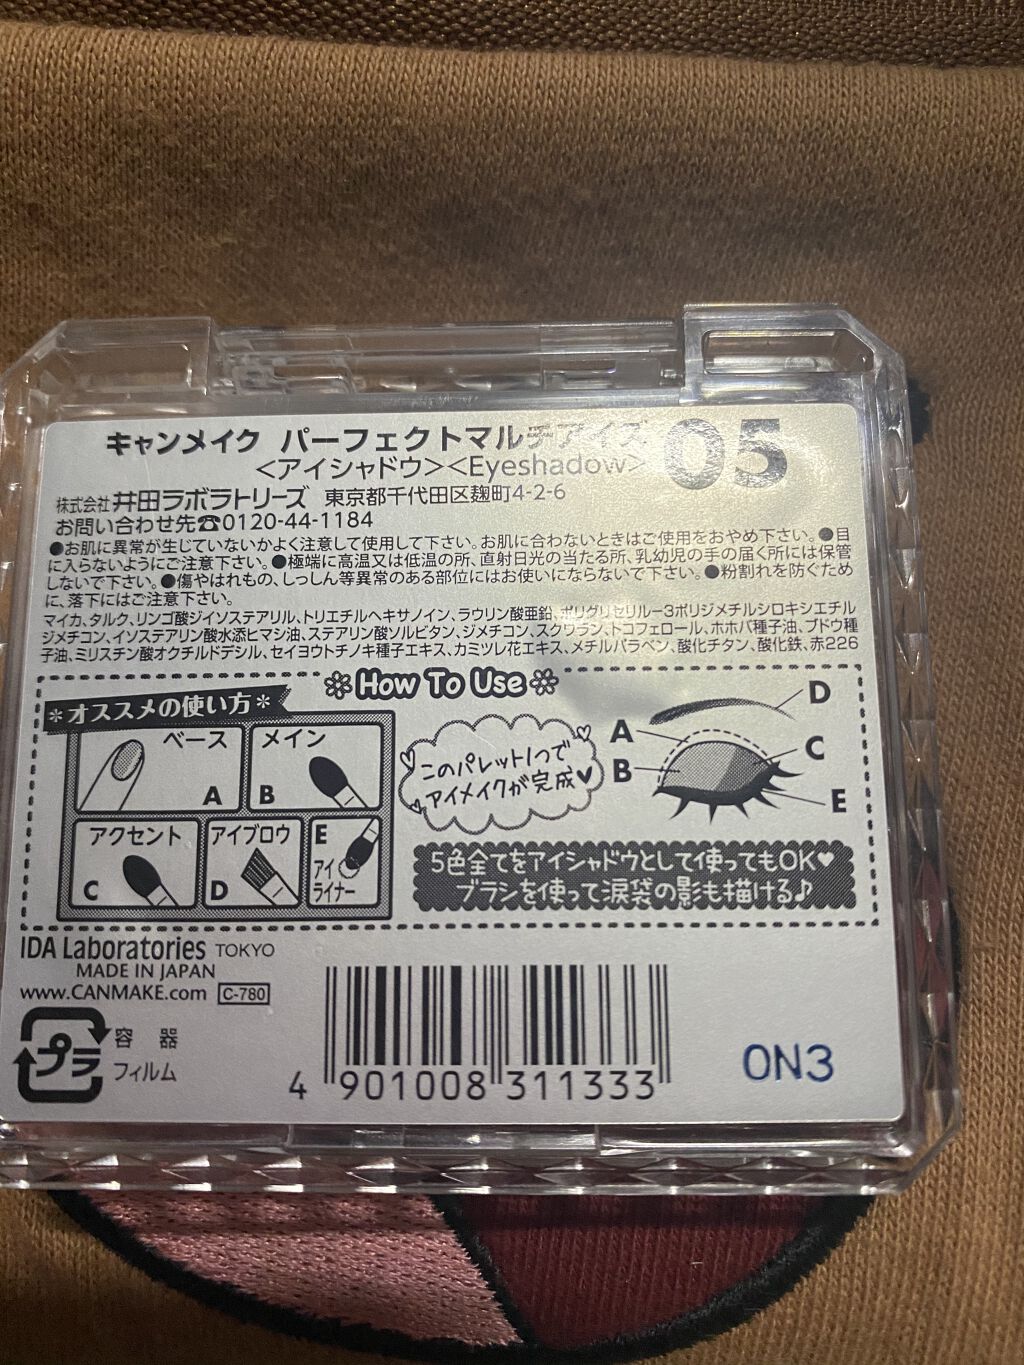 キャンメイク パーフェクトマルチアイズ 05
<アイシャドウ><Eyeshadow>
株式会社 井田ラボラトリーズ 東京都千代田区麹町4-2-6
お問い合わせ先☎0120-44-1184
●お肌に異常が生じていないかよく注意して使用して下さい。お肌に合わないときはご使用をおやめ下さい。●目
に入らないようにご注意下さい。●極端に高温又は低温の所、直射日光の当たる所、乳幼児の手の届く所には保管
しないで下さい。●傷やはれもの、しっしん等異常のある部位にはお使いにならないで下さい。●粉割れを防ぐため
に、落下にはご注意下さい。
マイカ、タルク、リンゴ酸ジイソステアリル、トリエチルヘキサノイン、ラウリン酸亜鉛、ポリグリセリル-3ポリジメチルシロキシエチル
ジメチコン、イソステアリン酸水添ヒマシ油、ステアリン酸ソルビタン、ジメチコン、スクワラン、トコフェロール、ホホバ種子油、ブドウ種
子油、ミリスチン酸オクチルドデシル、セイヨウトチノキ種子エキス、カミツレ花エキス、メチルパラベン、酸化チタン、酸化鉄、赤226
How To Use
*オススメの使い方*
ベース
A
メイン
B
アクセント
C
アイブロウ
D
E
アイ
ライナー
このパレット1つで
アイメイクが完成♥
A
B
C
D
E
5色全てをアイシャドウとして使ってもOK♥
ブラシを使って涙袋の影も描ける♪
IDA Laboratories TOKYO
MADE IN JAPAN
www.CANMAKE.com C-780
プラ
容器
フィルム
4 901008 311333
0N3